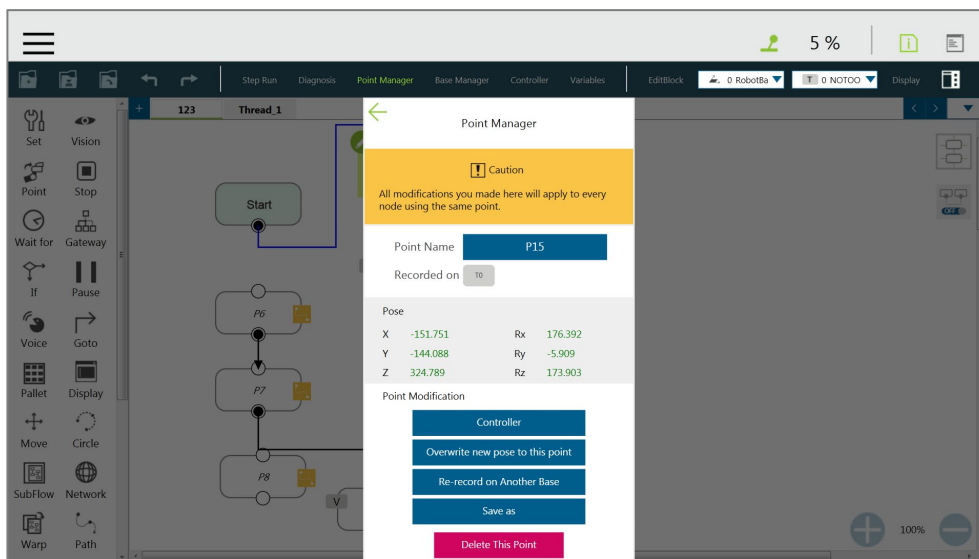 5 %
Step Run Diagnosis Point Manager Base Manager Controller Variables EditBlock 0 RobotBa T 0 NOTOO Display
+ 123 Thread_1
Set Vision
Point Stop
Wait for Gateway
If Pause
Voice Goto
Pallet Display
Move Circle
SubFlow Network
Warp Path
Start
P6
P7
P8
V
Point Manager
Caution
All modifications you made here will apply to every
node using the same point.
Point Name P15
Recorded on T0
Pose
X -151.751 Rx 176.392
Y -144.088 Ry -5.909
Z 324.789 Rz 173.903
Point Modification
Controller
Overwrite new pose to this point
Re-record on Another Base
Save as
Delete This Point
OFF
100%